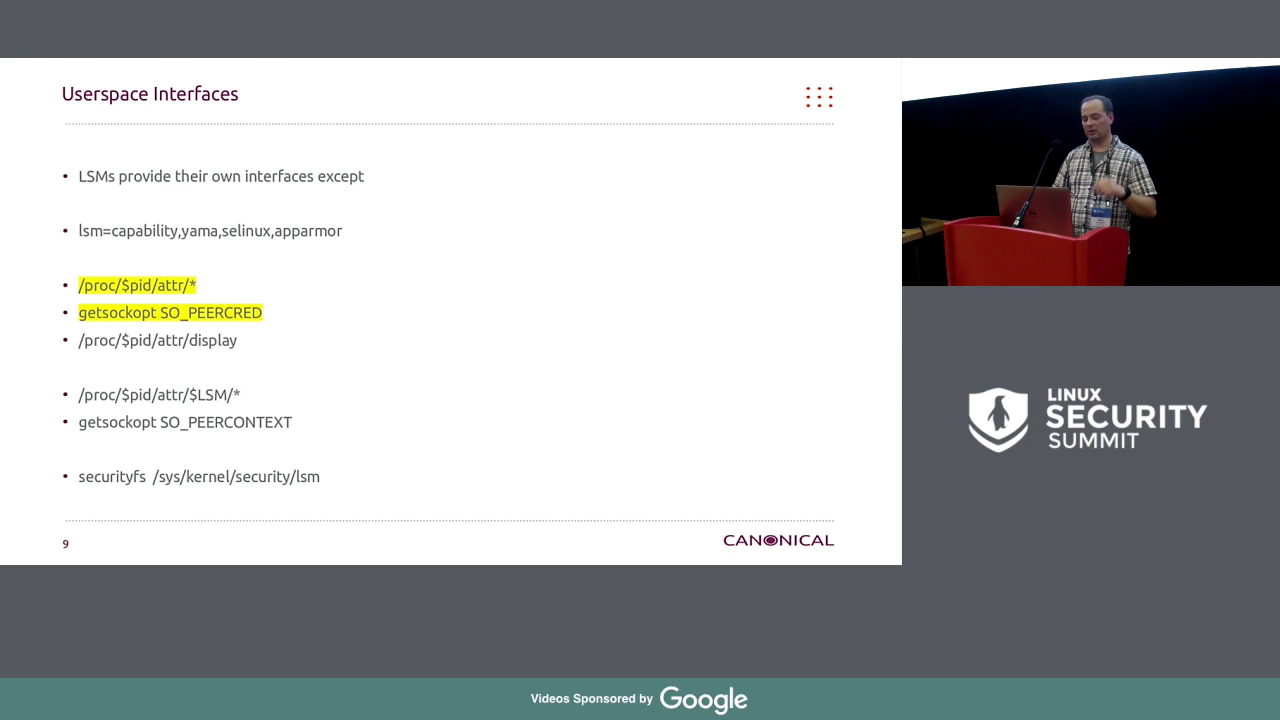 Userspace Interfaces
• LSMs provide their own interfaces except
• lsm=capability,yama,selinux,apparmor
• /proc/$pid/attr/*
• getsockopt SO_PEERCRED
• /proc/$pid/attr/display
• /proc/$pid/attr/$LSM/*
• getsockopt SO_PEERCONTEXT
• securityfs /sys/kernel/security/lsm
9
CANONICAL
LINUX
SECURITY
SUMMIT
Videos Sponsored by Google